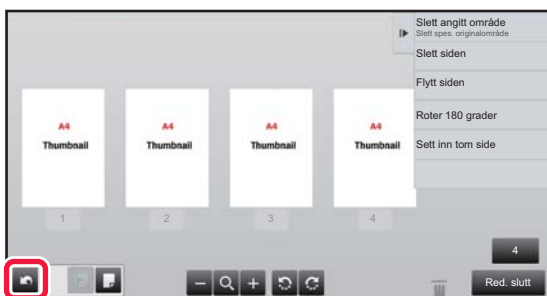 Slett angitt område
Slett spes. originalområde
Slett siden
Flytt siden
Roter 180 grader
Sett inn tom side
A4
Thumbnail
A4
Thumbnail
A4
Thumbnail
A4
Thumbnail
1
2
3
4
4
Red. slutt